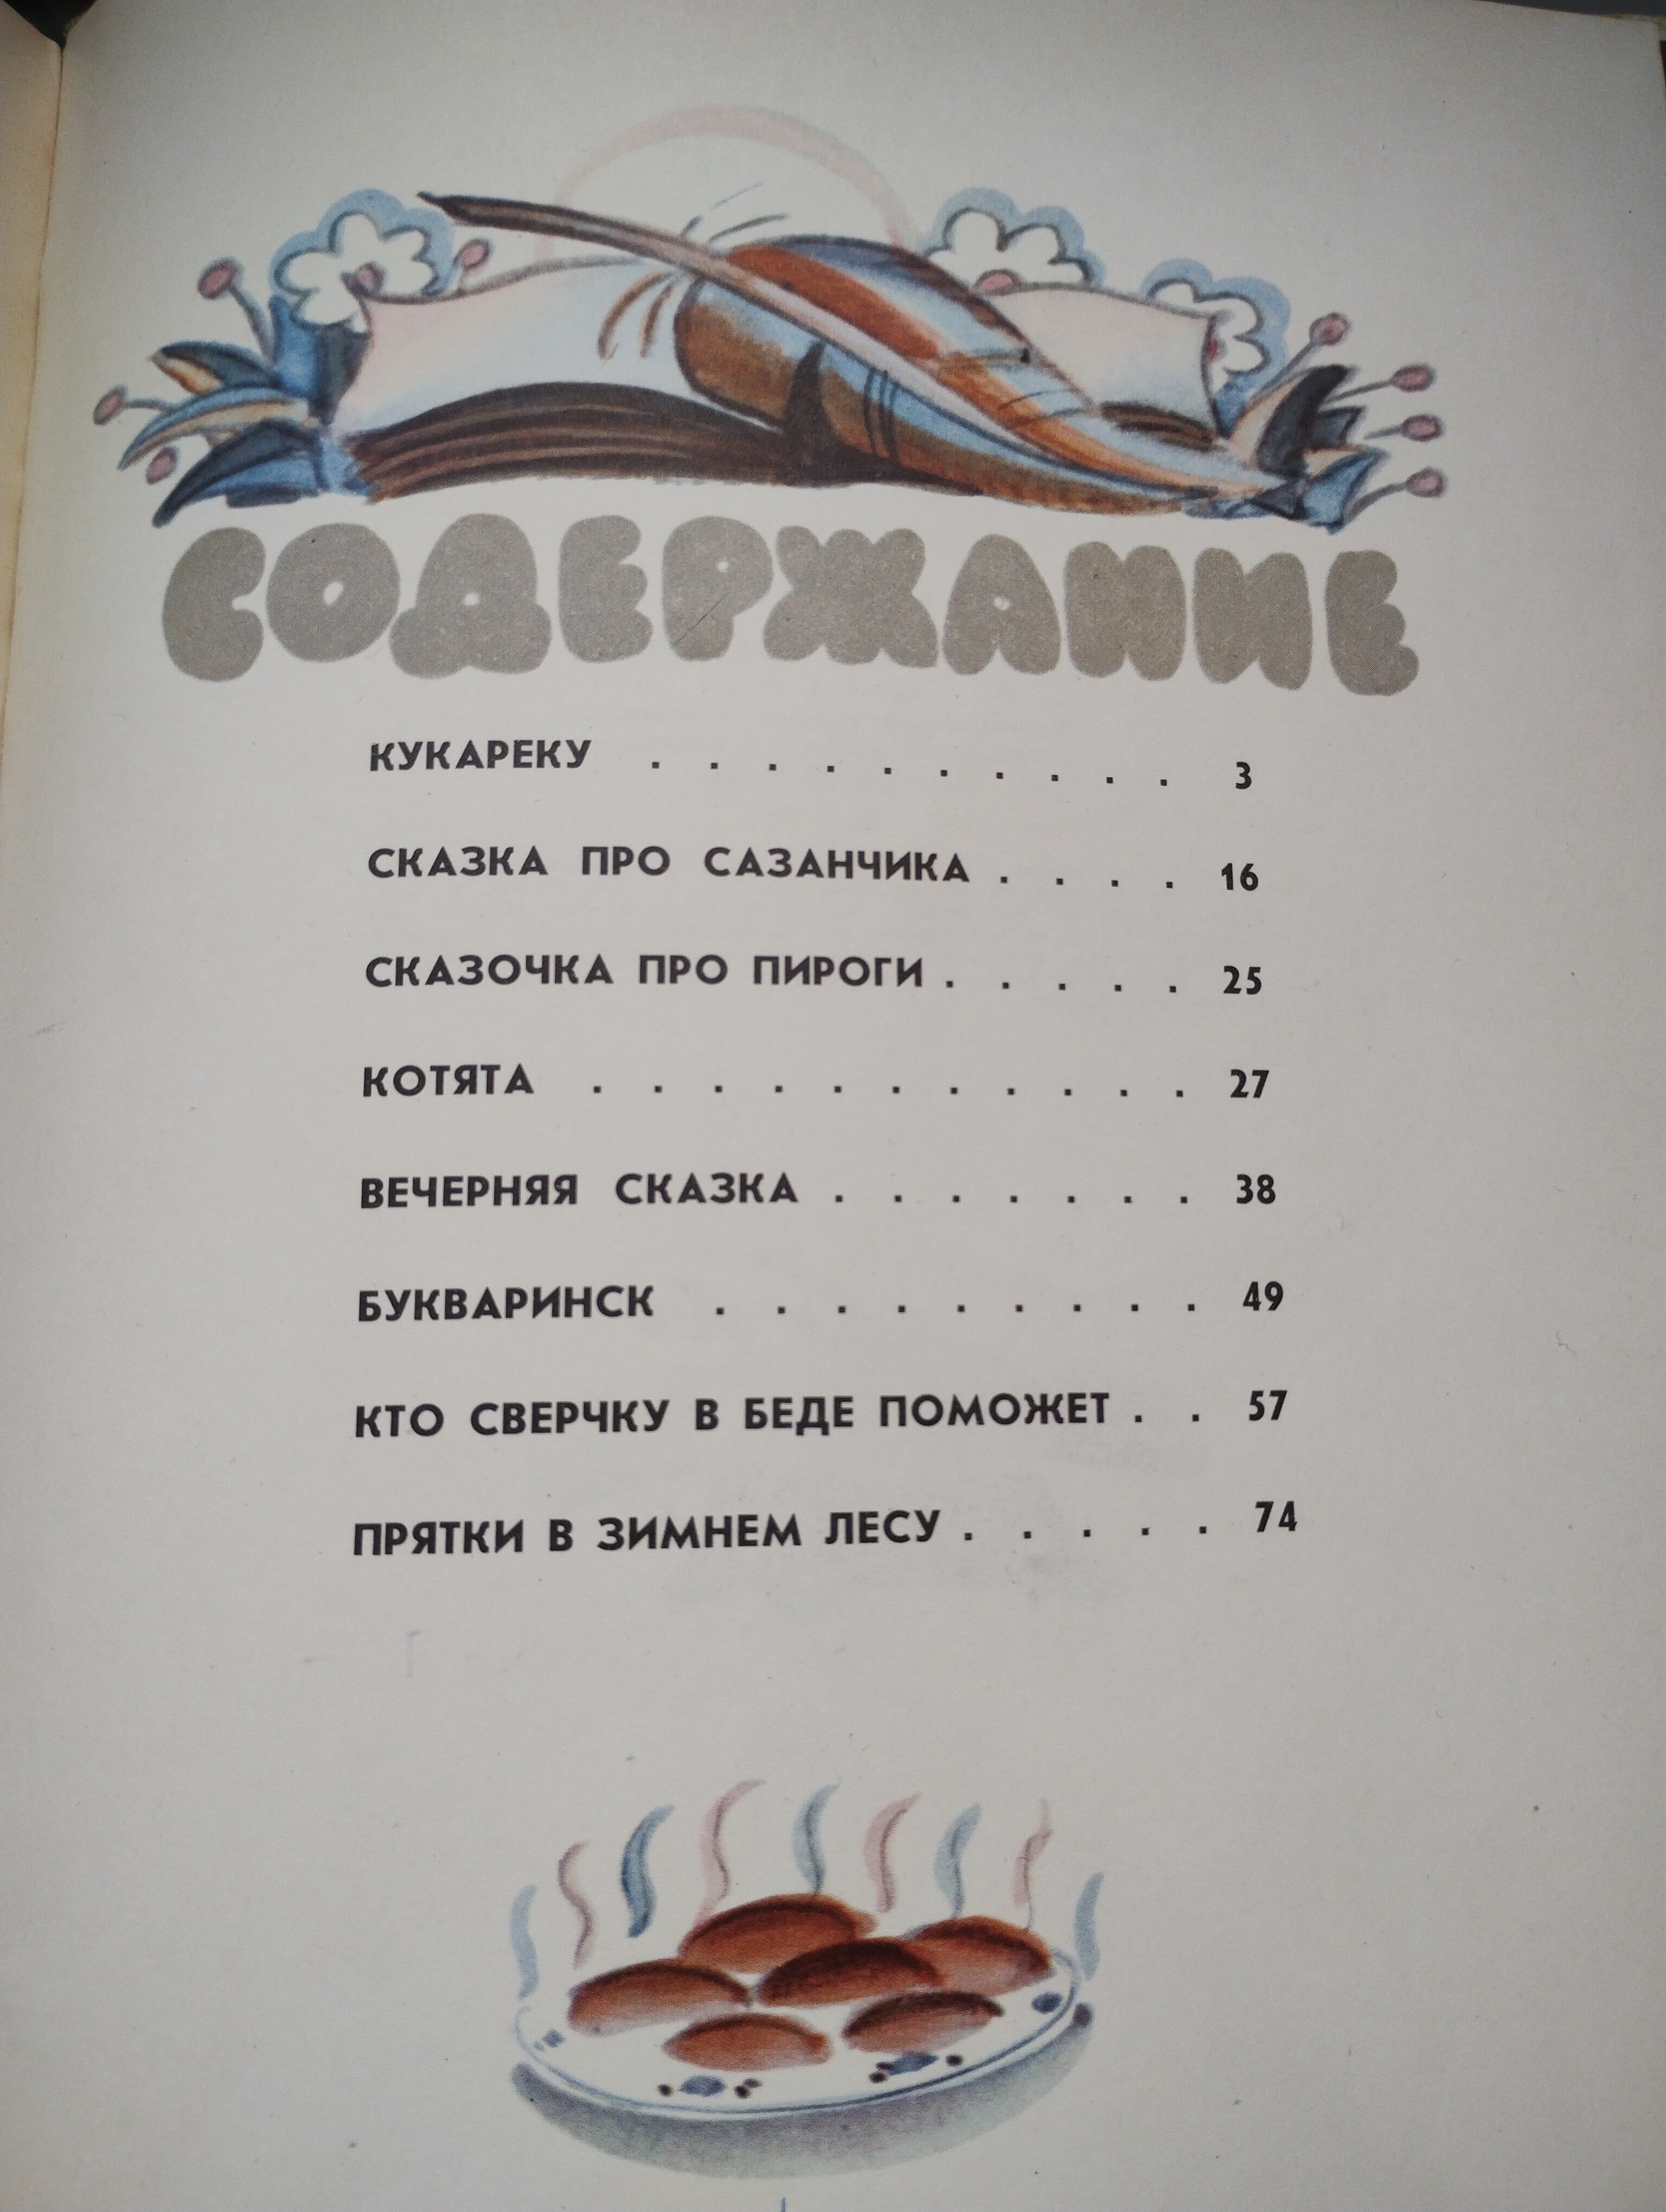 СОДЕРЖАНИЕ
КУКАРЕКУ . . . . . . . . . . 3
СКАЗКА ПРО САЗАНЧИКА . . . . 16
СКАЗОЧКА ПРО ПИРОГИ . . . . . 25
КОТЯТА . . . . . . . . . . . 27
ВЕЧЕРНЯЯ СКАЗКА . . . . . . . 38
БУКВАРИНСК . . . . . . . . . 49
КТО СВЕРЧКУ В БЕДЕ ПОМОЖЕТ . . 57
ПРЯТКИ В ЗИМНЕМ ЛЕСУ . . . . . 74